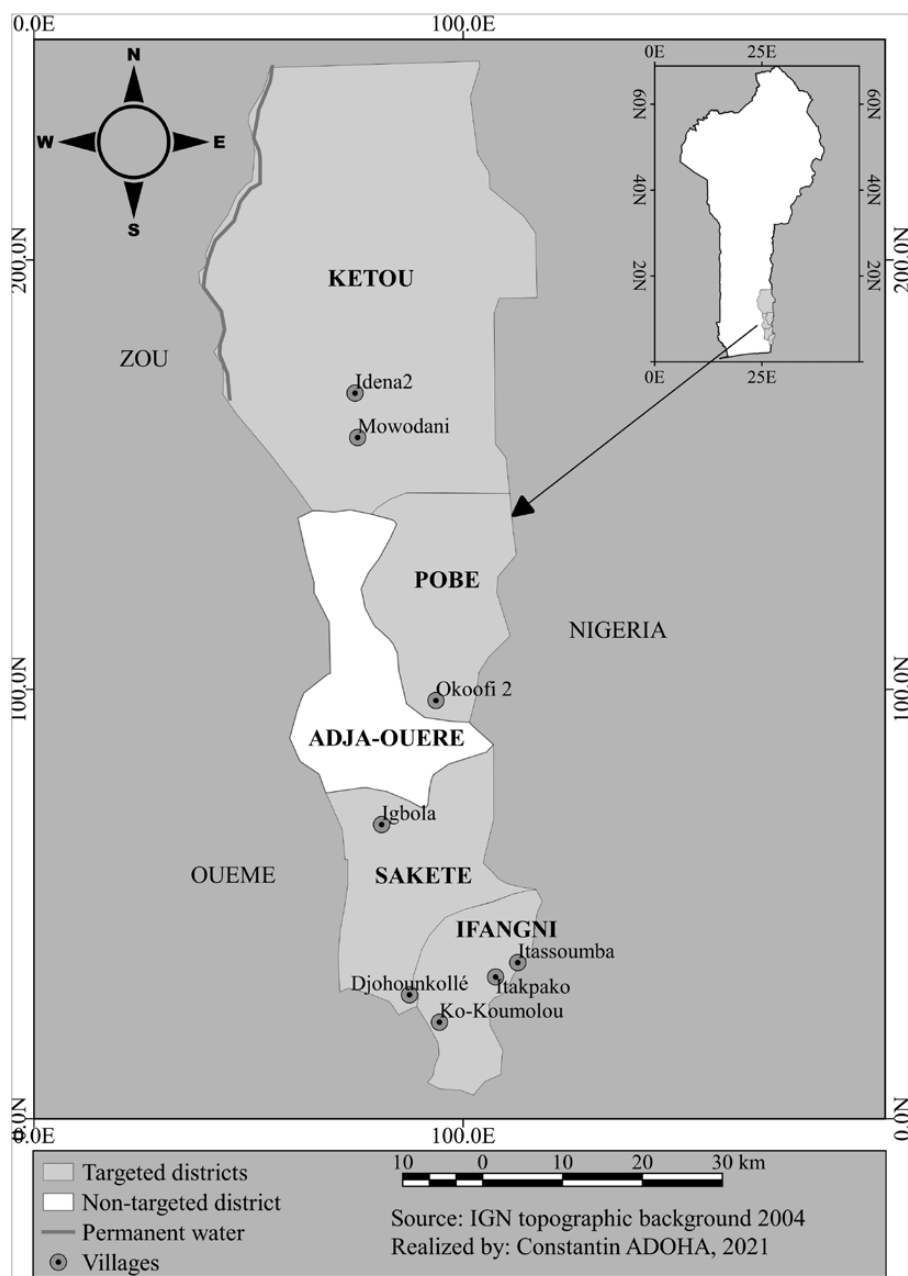 0.0E 100.0E
N
W E
S
0E 25E
60N 60N
40N 40N
20N 20N
0E 25E
200.0N 200.0N
KETOU
ZOU
Idena2
Mowodani
POBE
NIGERIA
Okoofi 2
100.0N 100.0N
ADJA-OUERE
Igbola
OUEME
SAKETE
IFANGNI
Itassoumba
Djohounkollé
Itakpako
Ko-Koumolou
0.0N 0.0N
0.0E 100.0E
Targeted districts
Non-targeted district
Permanent water
Villages
10 0 10 20 30 km
Source: IGN topographic background 2004
Realized by: Constantin ADOHA, 2021